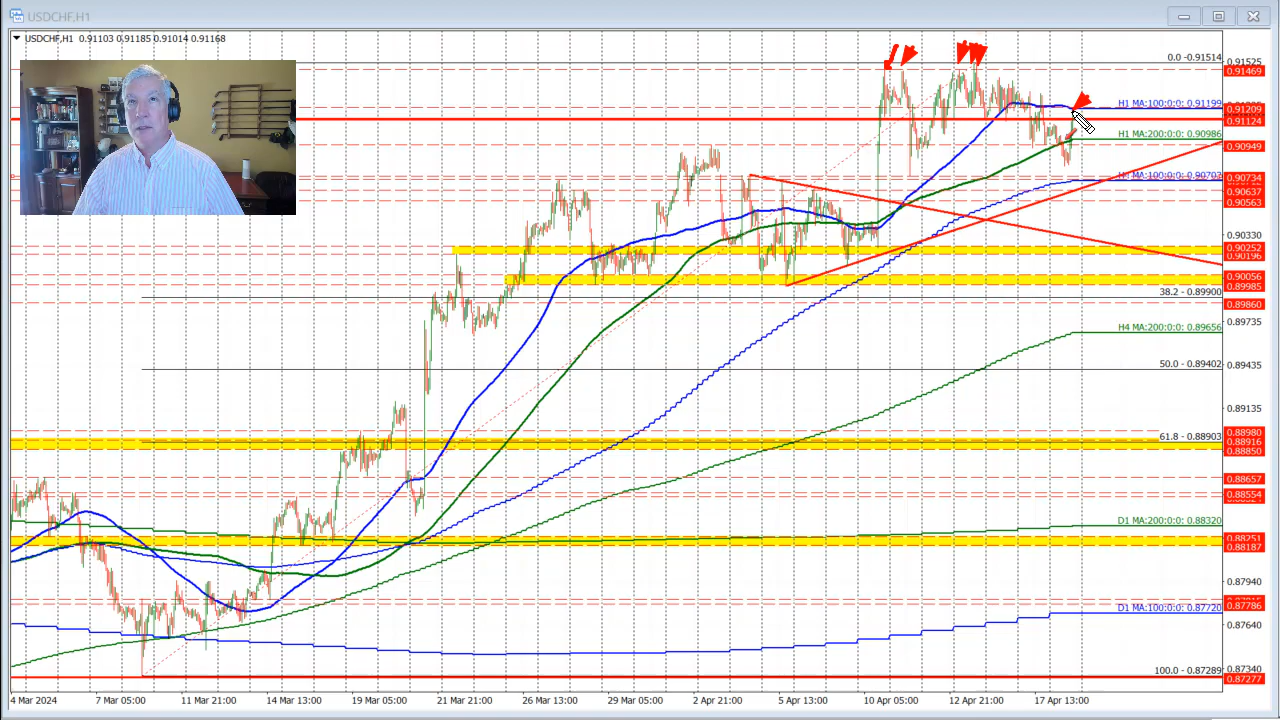 USDCHF,H1
USDCHF,H1 0.91103 0.91185 0.91014 0.91168
0.0 -0.91514
0.91525
0.91469
H1 MA:100:0:0: 0.91199
0.91209
0.91124
H1 MA:200:0:0: 0.90986
0.90949
H4 MA:100:0:0: 0.90707
0.90734
0.90637
0.90563
0.90330
0.90252
0.90196
0.90056
0.89985
38.2 - 0.89900
0.89860
0.89735
H4 MA:200:0:0: 0.89656
50.0 - 0.89402
0.89435
0.89135
61.8 - 0.88903
0.88980
0.88916
0.88850
0.88657
0.88554
D1 MA:200:0:0: 0.88320
0.88251
0.88187
0.87940
0.87786
D1 MA:100:0:0: 0.87720
0.87640
100.0 - 0.87289
0.87340
0.87277
4 Mar 2024
7 Mar 05:00
11 Mar 21:00
14 Mar 13:00
19 Mar 05:00
21 Mar 21:00
26 Mar 13:00
29 Mar 05:00
2 Apr 21:00
5 Apr 13:00
10 Apr 05:00
12 Apr 21:00
17 Apr 13:00